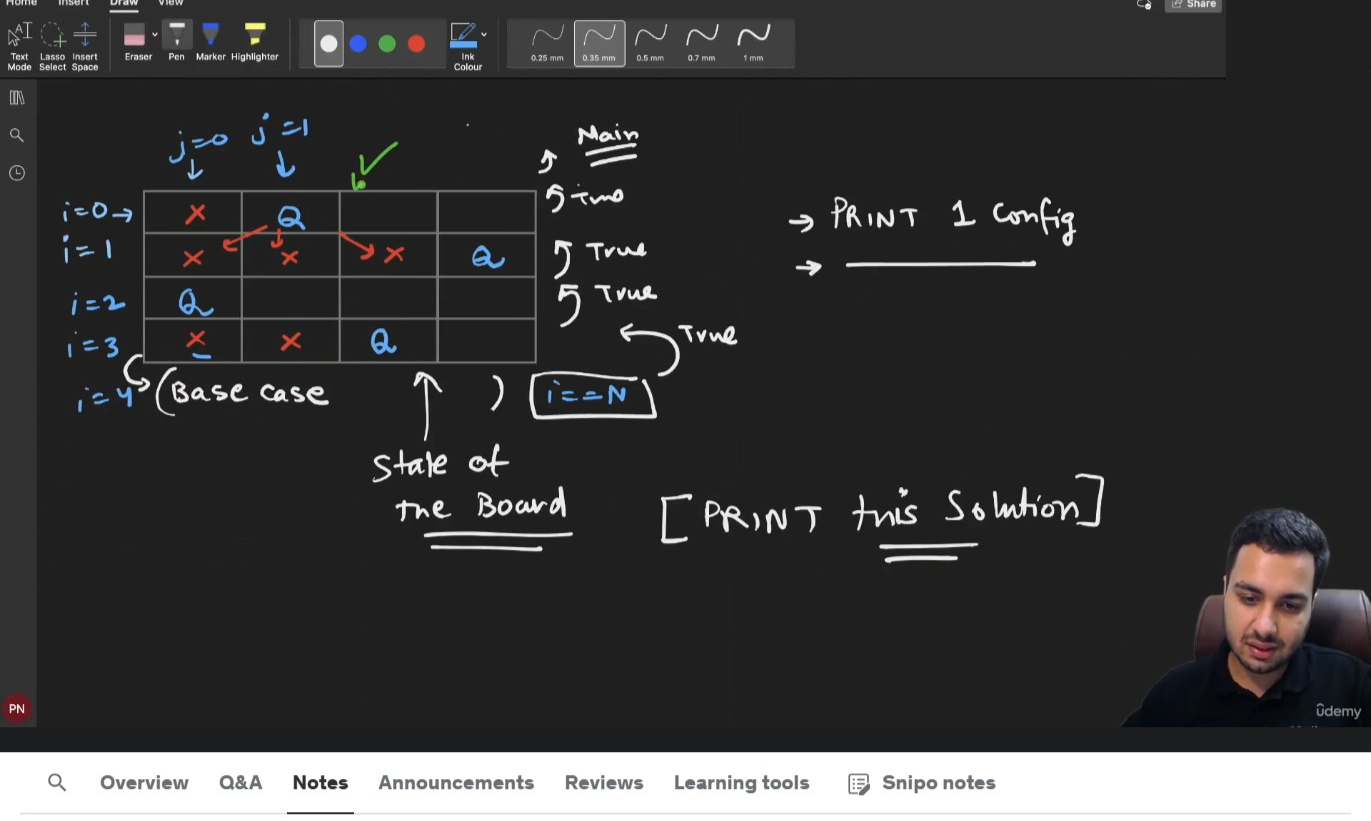 Home Insert Draw View
Share
Text Mode
Lasso Select
Insert Space
Eraser
Pen
Marker
Highlighter
Ink Colour
0.25 mm
0.35 mm
0.5 mm
0.7 mm
1 mm
j=0 j=1
Main
i=0→ X Q True
i=1 X X X Q True
i=2 Q True
i=3 X X Q True
i=4 (Base case ) i==N
State of
the Board
→ PRINT 1 Config
→
[PRINT this Solution]
PN
ûdemy
Overview Q&A Notes Announcements Reviews Learning tools Snipo notes